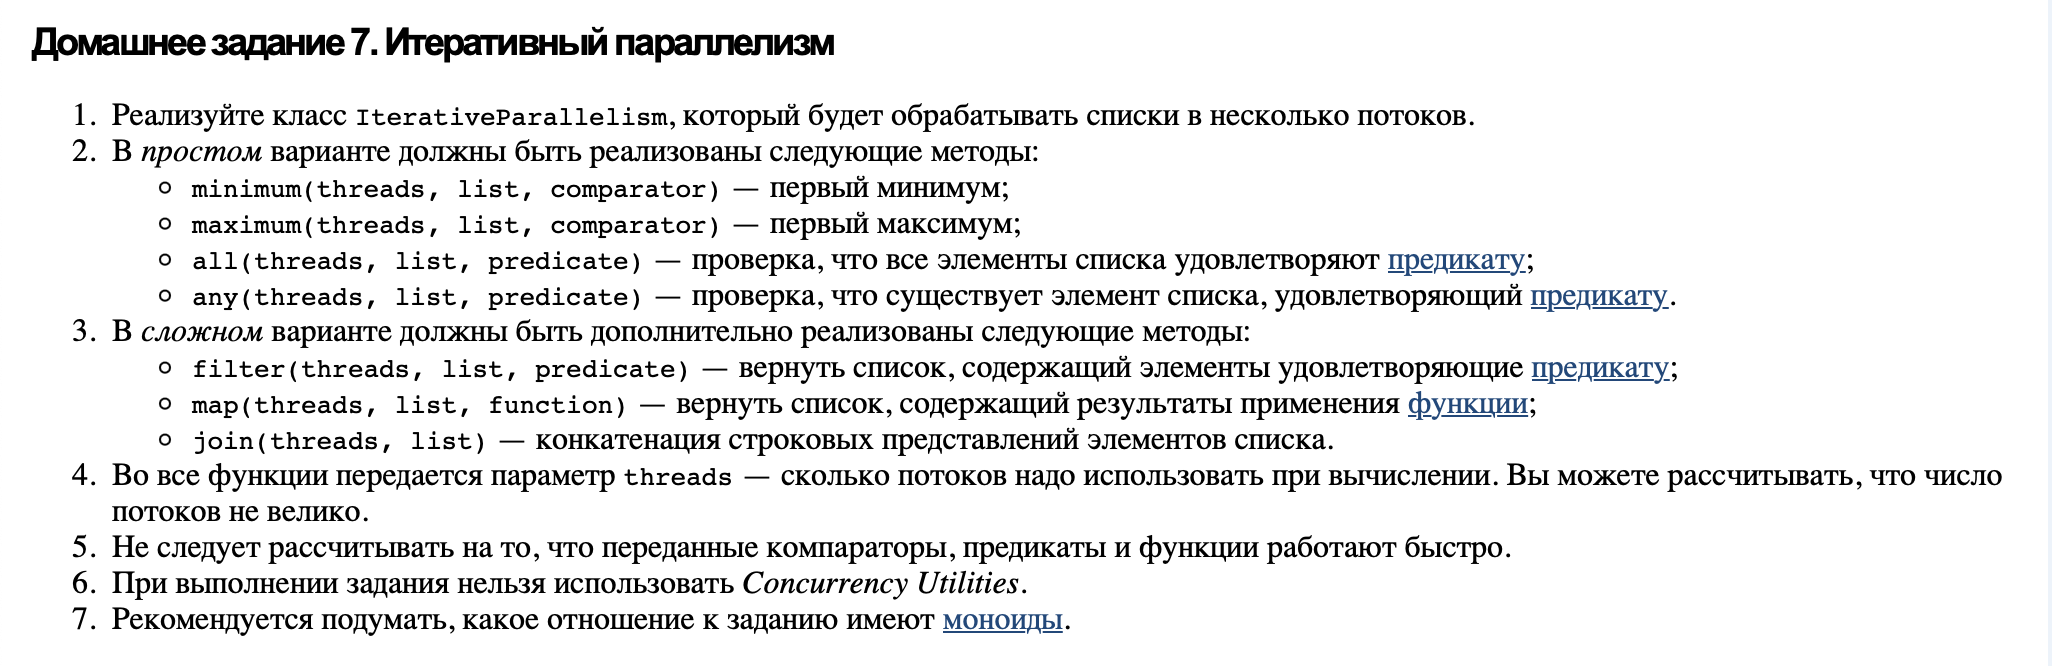 Домашнее задание 7. Итеративный параллелизм
1. Реализуйте класс IterativeParallelism, который будет обрабатывать списки в несколько потоков.
2. В простом варианте должны быть реализованы следующие методы:
○ minimum(threads, list, comparator) — первый минимум;
○ maximum(threads, list, comparator) — первый максимум;
○ all(threads, list, predicate) — проверка, что все элементы списка удовлетворяют предикату;
○ any(threads, list, predicate) — проверка, что существует элемент списка, удовлетворяющий предикату.
3. В сложном варианте должны быть дополнительно реализованы следующие методы:
○ filter(threads, list, predicate) — вернуть список, содержащий элементы удовлетворяющие предикату;
○ map(threads, list, function) — вернуть список, содержащий результаты применения функции;
○ join(threads, list) — конкатенация строковых представлений элементов списка.
4. Во все функции передается параметр threads — сколько потоков надо использовать при вычислении. Вы можете рассчитывать, что число
потоков не велико.
5. Не следует рассчитывать на то, что переданные компараторы, предикаты и функции работают быстро.
6. При выполнении задания нельзя использовать Concurrency Utilities.
7. Рекомендуется подумать, какое отношение к заданию имеют моноиды.